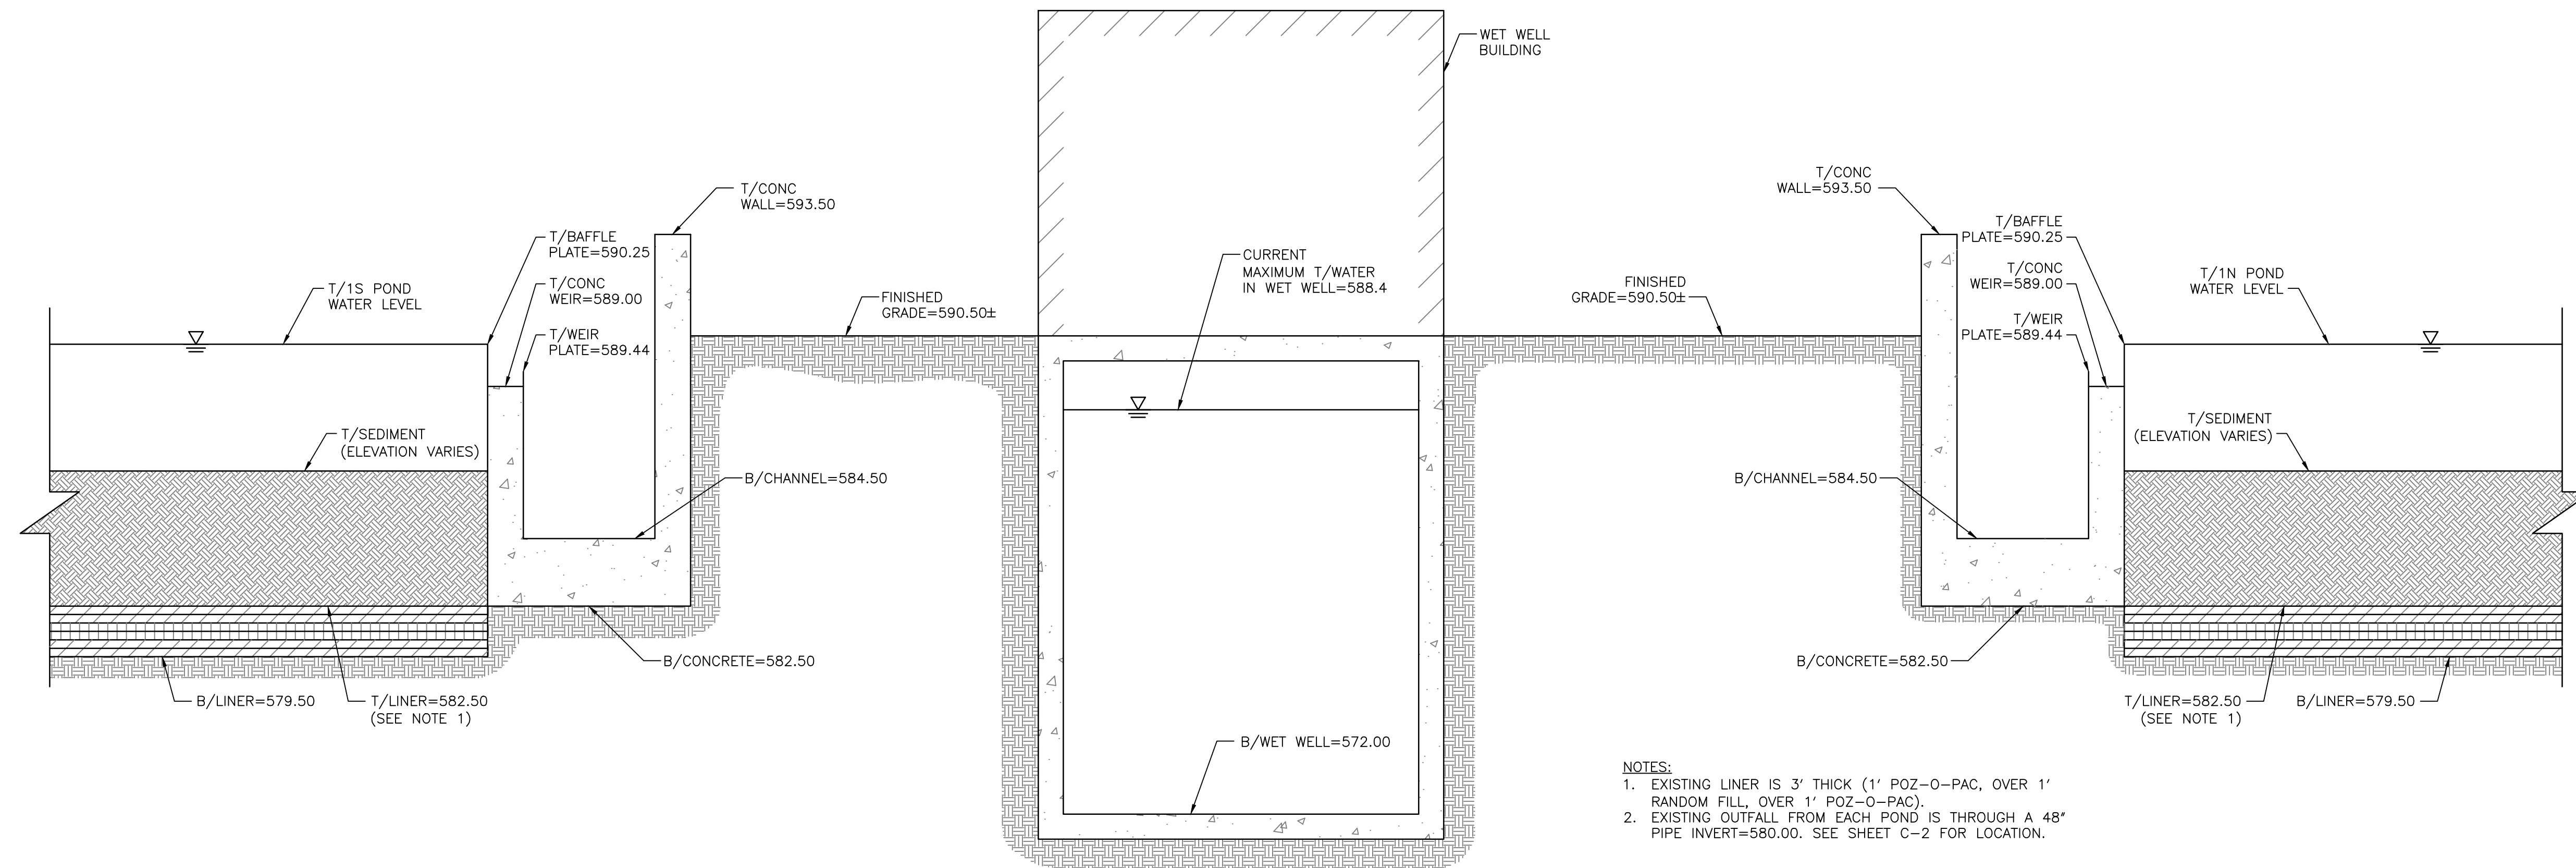 WET WELL
BUILDING
T/CONC
WALL=593.50
T/BAFFLE
PLATE=590.25
T/CONC
WEIR=589.00
T/WEIR
PLATE=589.44
T/1S POND
WATER LEVEL
FINISHED
GRADE=590.50±
T/SEDIMENT
(ELEVATION VARIES)
B/CHANNEL=584.50
B/CONCRETE=582.50
B/LINER=579.50
T/LINER=582.50
(SEE NOTE 1)
CURRENT
MAXIMUM T/WATER
IN WET WELL=588.4
B/WET WELL=572.00
FINISHED
GRADE=590.50±
T/CONC
WALL=593.50
T/BAFFLE
PLATE=590.25
T/CONC
WEIR=589.00
T/WEIR
PLATE=589.44
T/1N POND
WATER LEVEL
T/SEDIMENT
(ELEVATION VARIES)
B/CHANNEL=584.50
B/CONCRETE=582.50
T/LINER=582.50
(SEE NOTE 1)
B/LINER=579.50
NOTES:
1. EXISTING LINER IS 3' THICK (1' POZ-O-PAC, OVER 1'
RANDOM FILL, OVER 1' POZ-O-PAC).
2. EXISTING OUTFALL FROM EACH POND IS THROUGH A 48"
PIPE INVERT=580.00. SEE SHEET C-2 FOR LOCATION.